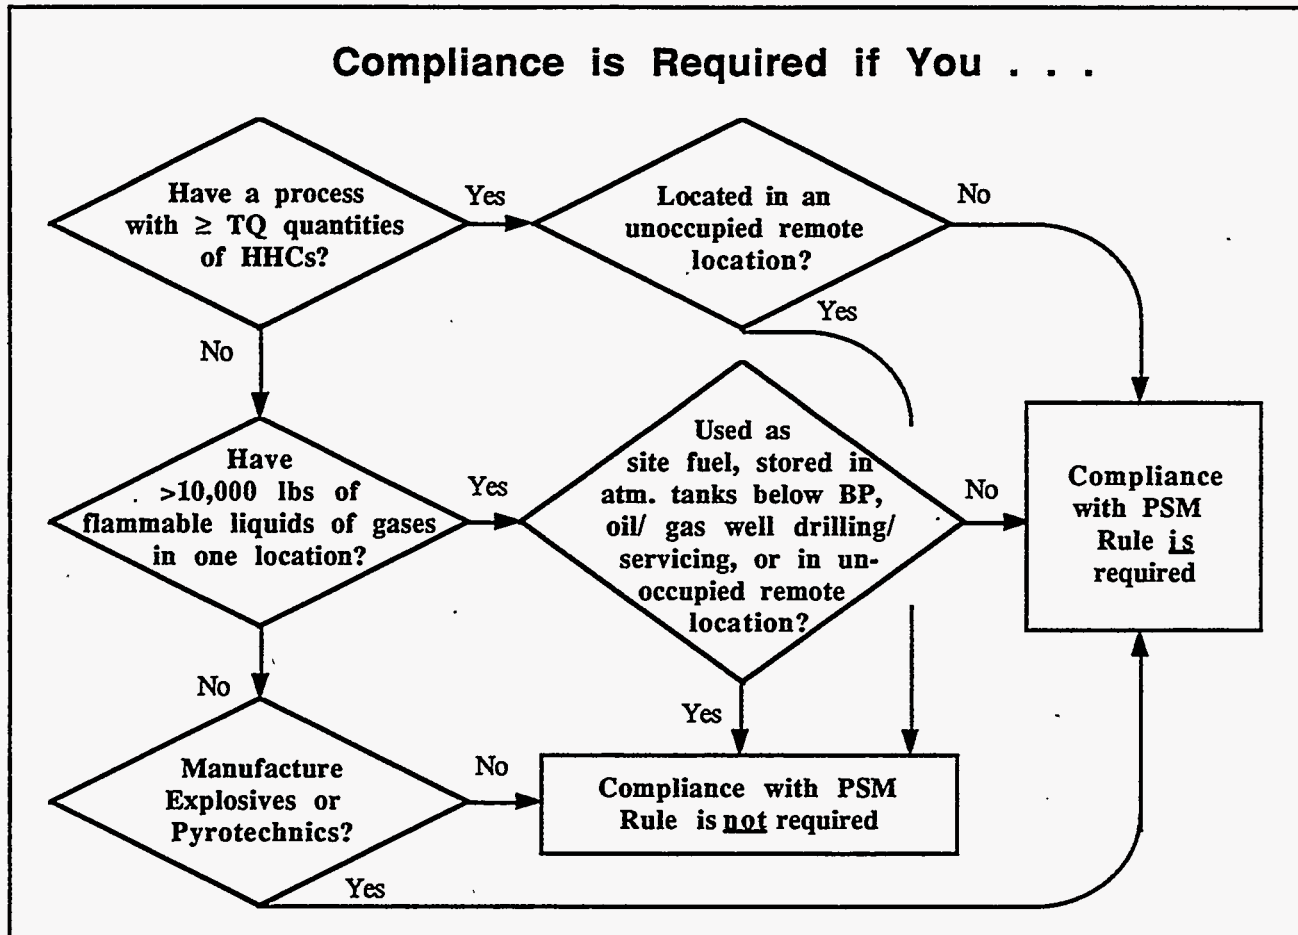 Compliance is Required if You . . .
Have a process
with ≥ TQ quantities
of HHCs?
Yes
Located in an
unoccupied remote
location?
No
Yes
No
Have
>10,000 lbs of
flammable liquids of gases
in one location?
Yes
Used as
site fuel, stored in
atm. tanks below BP,
oil/ gas well drilling/
servicing, or in un-
occupied remote
location?
No
Compliance
with PSM
Rule is
required
No
Yes
Manufacture
Explosives or
Pyrotechnics?
No
Compliance with PSM
Rule is not required
Yes